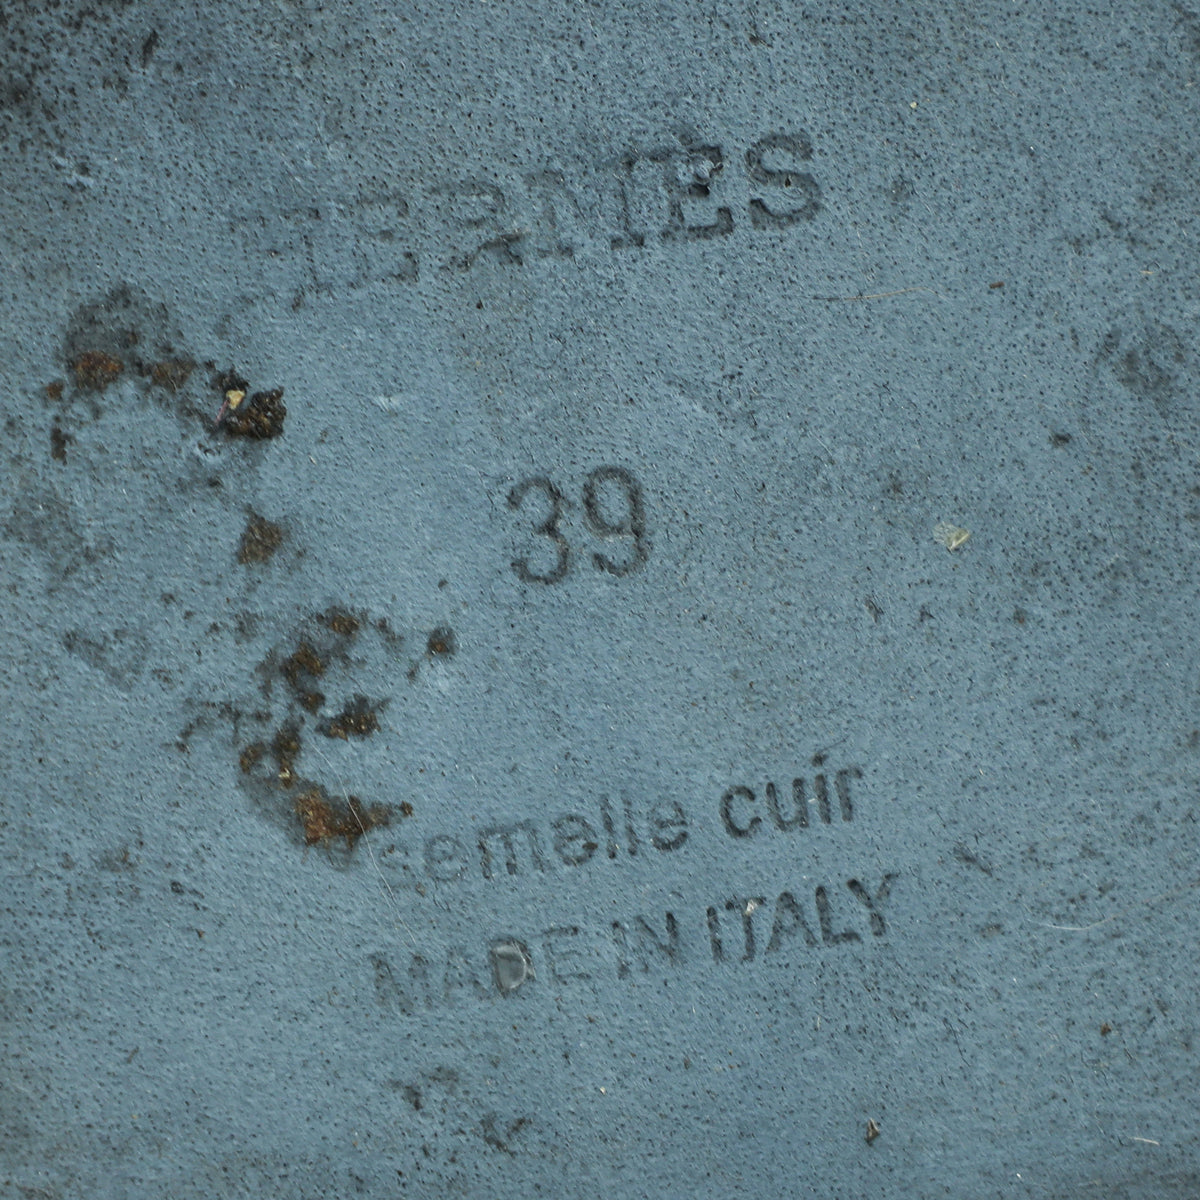 HERMES
39
semelle cuir
MADE IN ITALY